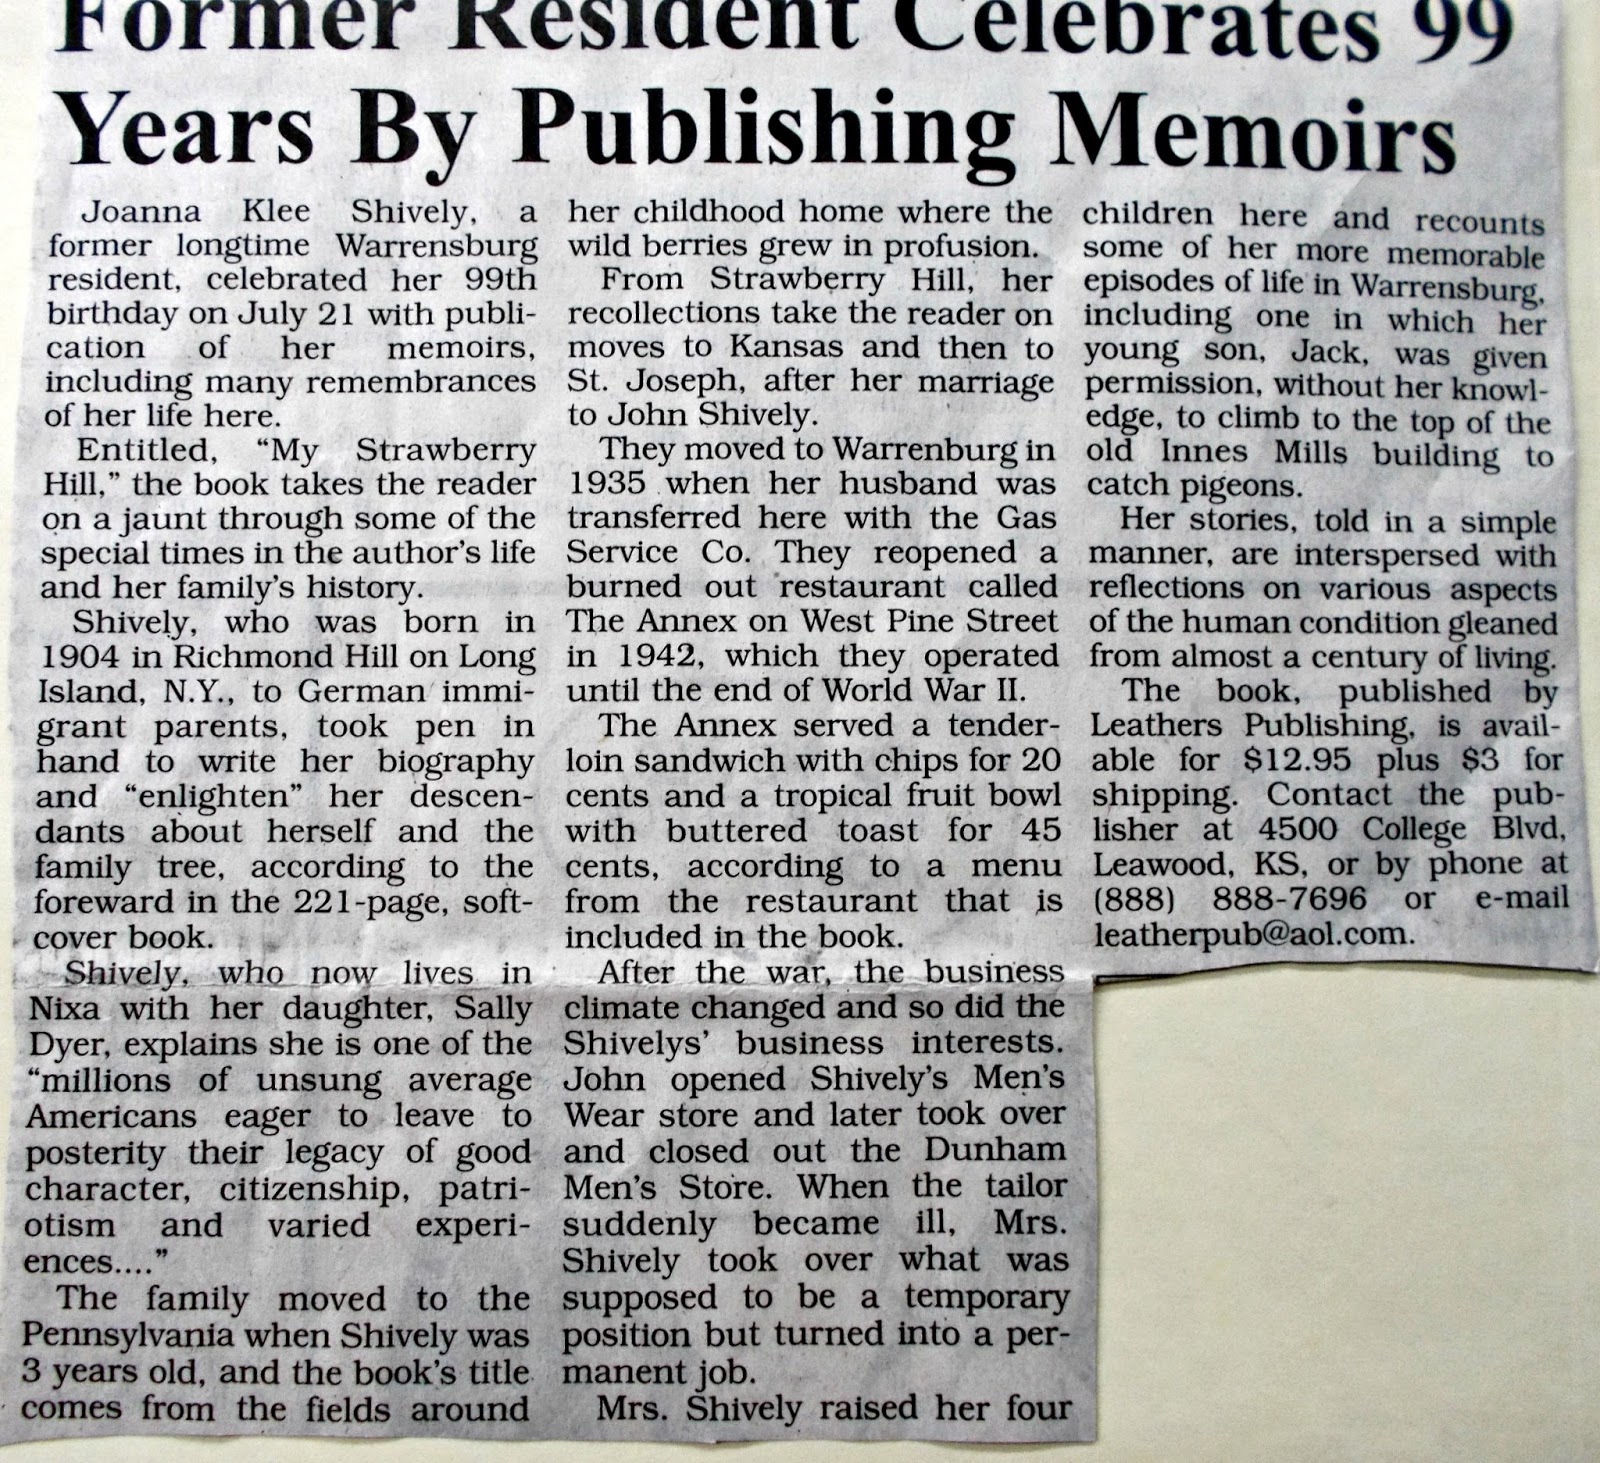 Former Resident Celebrates 99
Years By Publishing Memoirs
Joanna Klee Shively, a
former longtime Warrensburg
resident, celebrated her 99th
birthday on July 21 with publi-
cation of her memoirs,
including many remembrances
of her life here.
Entitled, “My Strawberry
Hill,” the book takes the reader
on a jaunt through some of the
special times in the author’s life
and her family’s history.
Shively, who was born in
1904 in Richmond Hill on Long
Island, N.Y., to German immi-
grant parents, took pen in
hand to write her biography
and “enlighten” her descen-
dants about herself and the
family tree, according to the
foreward in the 221-page, soft-
cover book.
Shively, who now lives in
Nixa with her daughter, Sally
Dyer, explains she is one of the
“millions of unsung average
Americans eager to leave to
posterity their legacy of good
character, citizenship, patri-
otism and varied experi-
ences....”
The family moved to the
Pennsylvania when Shively was
3 years old, and the book’s title
comes from the fields around
her childhood home where the
wild berries grew in profusion.
From Strawberry Hill, her
recollections take the reader on
moves to Kansas and then to
St. Joseph, after her marriage
to John Shively.
They moved to Warrenburg in
1935 when her husband was
transferred here with the Gas
Service Co. They reopened a
burned out restaurant called
The Annex on West Pine Street
in 1942, which they operated
until the end of World War II.
The Annex served a tender-
loin sandwich with chips for 20
cents and a tropical fruit bowl
with buttered toast for 45
cents, according to a menu
from the restaurant that is
included in the book.
After the war, the business
climate changed and so did the
Shivelys’ business interests.
John opened Shively’s Men’s
Wear store and later took over
and closed out the Dunham
Men’s Store. When the tailor
suddenly became ill, Mrs.
Shively took over what was
supposed to be a temporary
position but turned into a per-
manent job.
Mrs. Shively raised her four
children here and recounts
some of her more memorable
episodes of life in Warrensburg,
including one in which her
young son, Jack, was given
permission, without her knowl-
edge, to climb to the top of the
old Innes Mills building to
catch pigeons.
Her stories, told in a simple
manner, are interspersed with
reflections on various aspects
of the human condition gleaned
from almost a century of living.
The book, published by
Leathers Publishing, is avail-
able for $12.95 plus $3 for
shipping. Contact the pub-
lisher at 4500 College Blvd,
Leawood, KS, or by phone at
(888) 888-7696 or e-mail
leatherpub@aol.com.